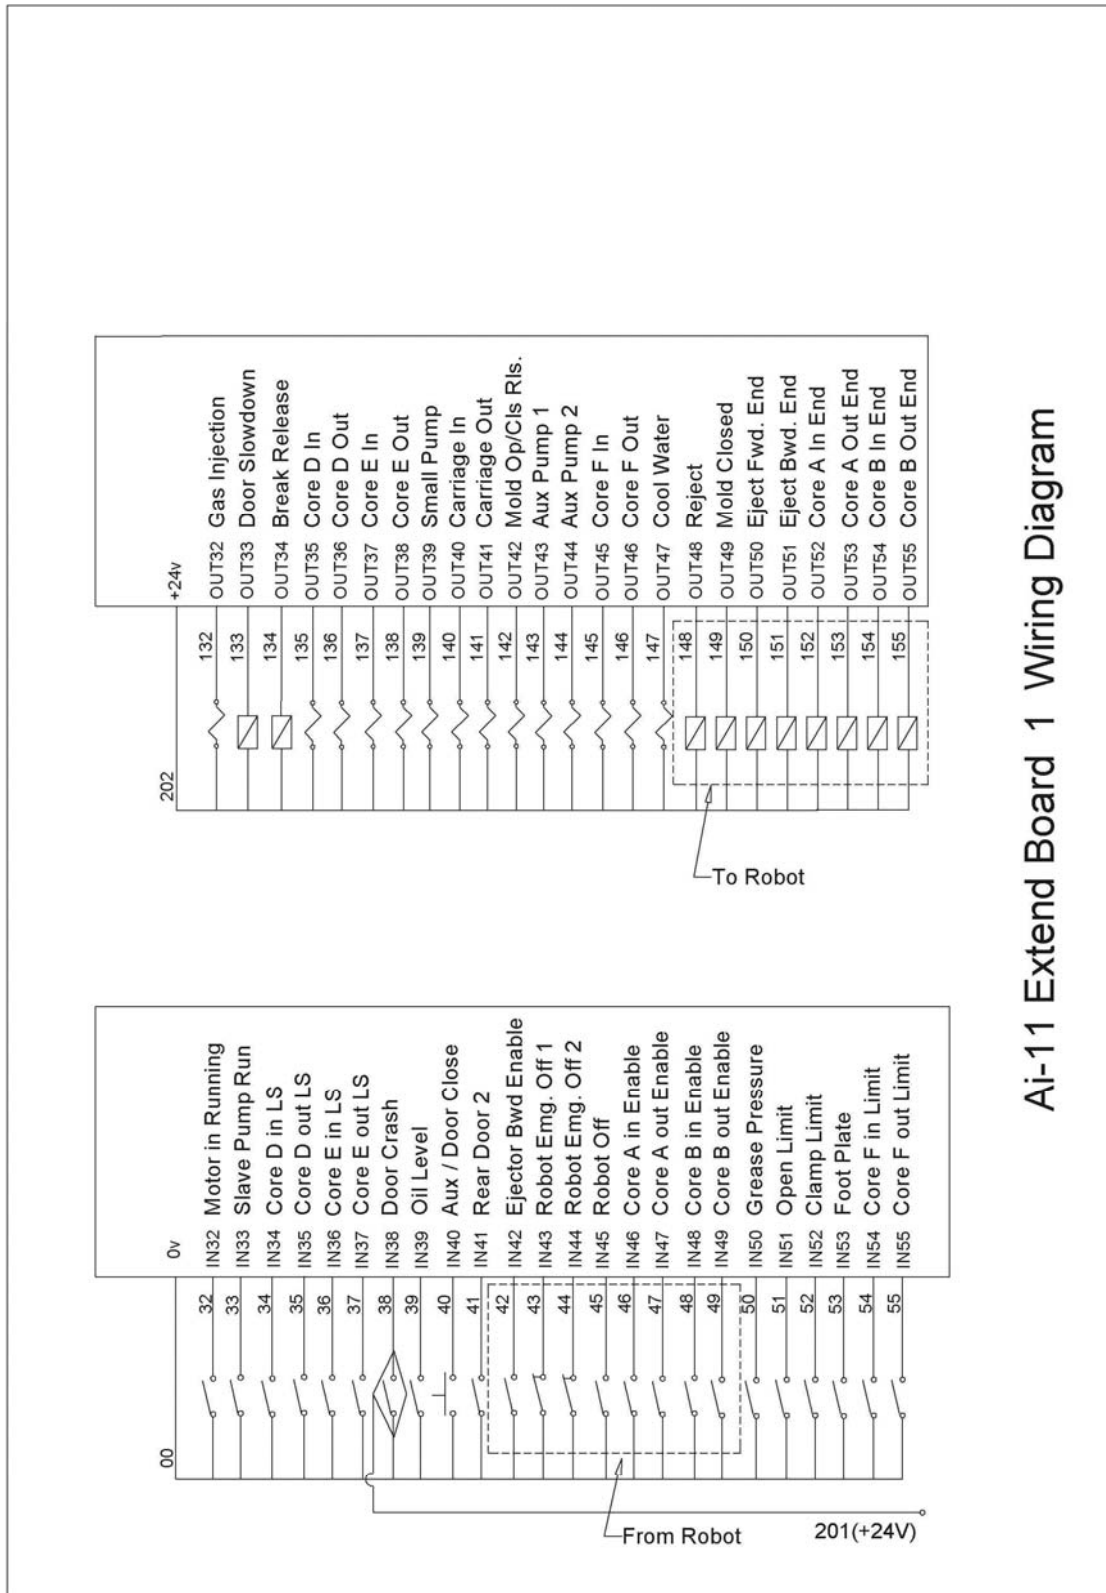 00
0v
32 IN32 Motor in Running
33 IN33 Slave Pump Run
34 IN34 Core D in LS
35 IN35 Core D out LS
36 IN36 Core E in LS
37 IN37 Core E out LS
38 IN38 Door Crash
39 IN39 Oil Level
40 IN40 Aux / Door Close
41 IN41 Rear Door 2
42 IN42 Ejector Bwd Enable
43 IN43 Robot Emg. Off 1
44 IN44 Robot Emg. Off 2
45 IN45 Robot Off
46 IN46 Core A in Enable
47 IN47 Core A out Enable
48 IN48 Core B in Enable
49 IN49 Core B out Enable
50 IN50 Grease Pressure
51 IN51 Open Limit
52 IN52 Clamp Limit
53 IN53 Foot Plate
54 IN54 Core F in Limit
55 IN55 Core F out Limit
From Robot
201(+24V)
202
+24v
132 OUT32 Gas Injection
133 OUT33 Door Slowdown
134 OUT34 Break Release
135 OUT35 Core D In
136 OUT36 Core D Out
137 OUT37 Core E In
138 OUT38 Core E Out
139 OUT39 Small Pump
140 OUT40 Carriage In
141 OUT41 Carriage Out
142 OUT42 Mold Op/Cls Rls.
143 OUT43 Aux Pump 1
144 OUT44 Aux Pump 2
145 OUT45 Core F In
146 OUT46 Core F Out
147 OUT47 Cool Water
148 OUT48 Reject
149 OUT49 Mold Closed
150 OUT50 Eject Fwd. End
151 OUT51 Eject Bwd. End
152 OUT52 Core A In End
153 OUT53 Core A Out End
154 OUT54 Core B In End
155 OUT55 Core B Out End
To Robot
Ai-11 Extend Board 1 Wiring Diagram